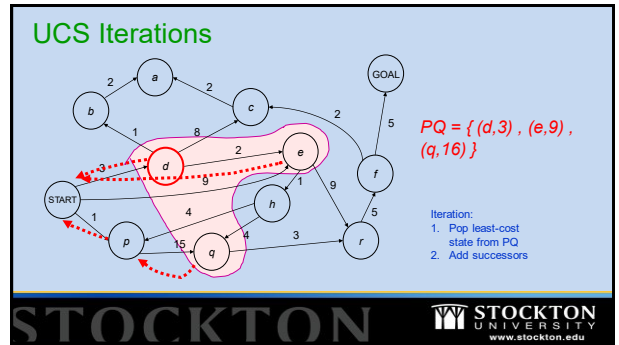 UCS Iterations
GOAL
a
2
2
b
c
2
5
1
8
PQ = { (d,3) , (e,9) ,
(q,16) }
d
2
e
3
9
1
9
f
START
h
Iteration:
1. Pop least-cost
state from PQ
2. Add successors
4
5
1
p
15
q
4
3
r
STOCKTON
STOCKTON
UNIVERSITY
www.stockton.edu